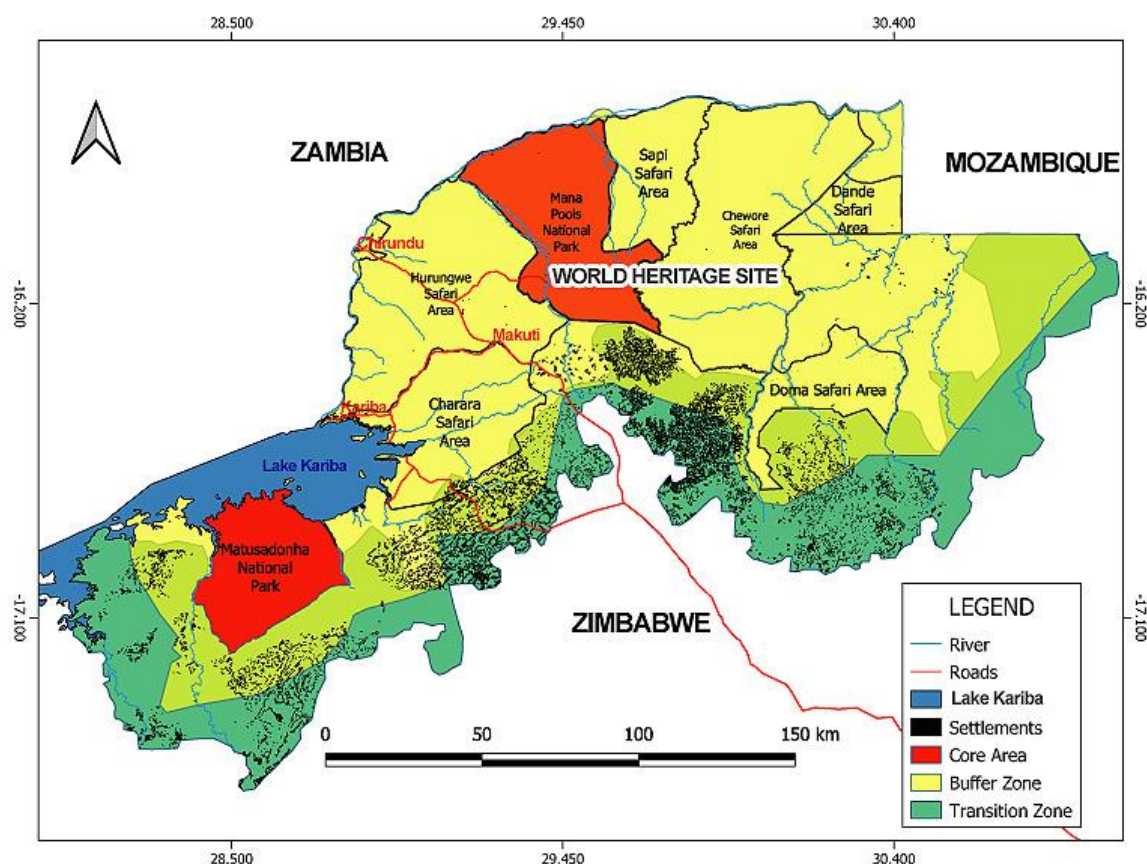 28.500
29.450
30.400
ZAMBIA
MOZAMBIQUE
Sapi
Safari
Area
Mana
Pools
National
Park
Dande
Safari
Area
Chewore
Safari
Area
Chirundu
WORLD HERITAGE SITE
Hurungwe
Safari
Area
-16.200
-16.200
Makuti
Doma Safari Area
Kariba
Charara
Safari
Area
Lake Kariba
Matusadonha
National
Park
ZIMBABWE
-17.100
-17.100
LEGEND
River
Roads
Lake Kariba
Settlements
Core Area
Buffer Zone
Transition Zone
0
50
100
150 km
28.500
29.450
30.400